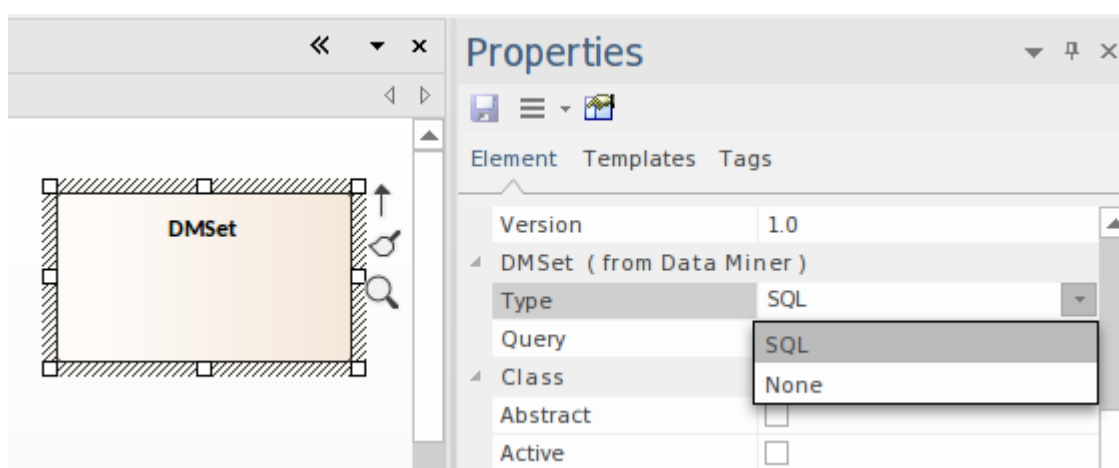 Properties
Element Templates Tags
DMSet
Version 1.0
DMSet (from Data Miner)
Type SQL
Query
SQL
None
Class
Abstract
Active